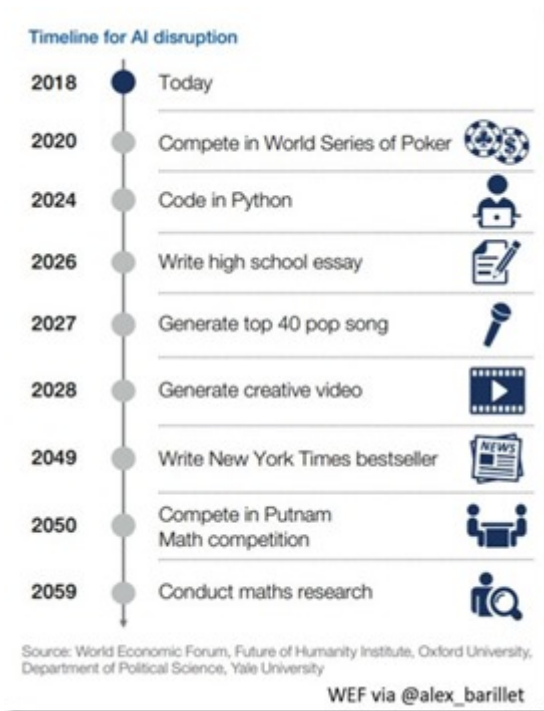 Timeline for AI disruption
2018 Today
2020 Compete in World Series of Poker
2024 Code in Python
2026 Write high school essay
2027 Generate top 40 pop song
2028 Generate creative video
2049 Write New York Times bestseller
NEWS
2050 Compete in Putnam
Math competition
2059 Conduct maths research
Source: World Economic Forum, Future of Humanity Institute, Oxford University,
Department of Political Science, Yale University
WEF via @alex_barillet